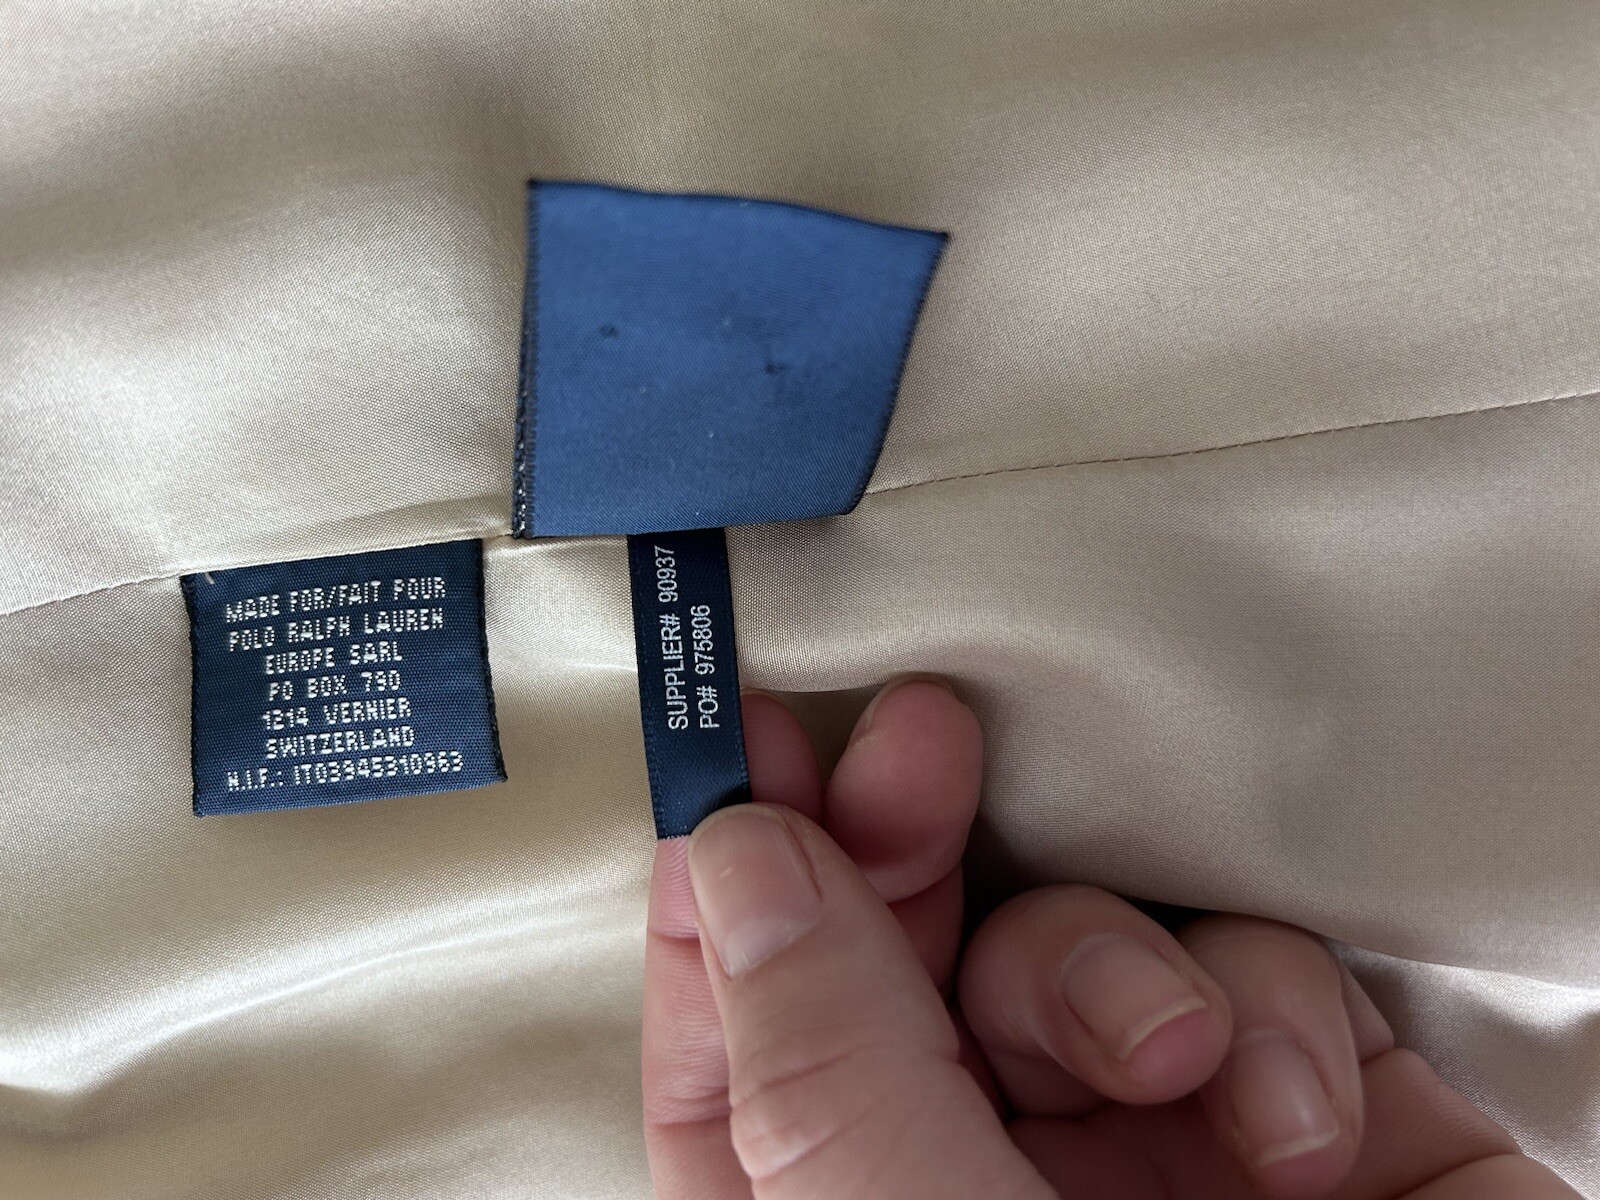 MADE FOR/FAIT POUR
POLO RALPH LAUREN
EUROPE SARL
PO BOX 790
1214 VERNIER
SWITZERLAND
N.I.F.: IT03945310963
SUPPLIER# 90937
PO# 975806